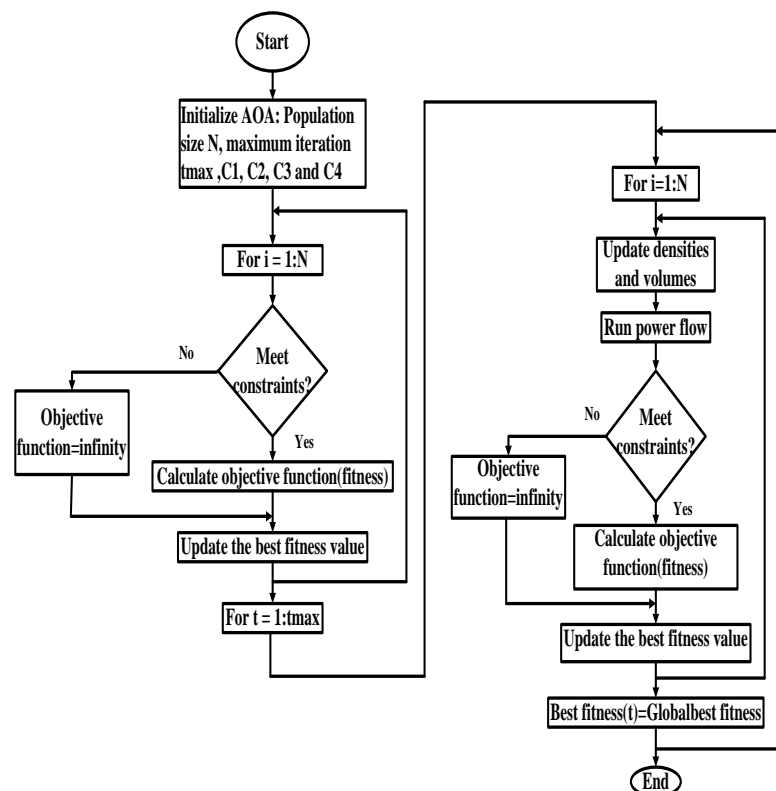 Start
Initialize AOA: Population
size N, maximum iteration
tmax ,C1, C2, C3 and C4
For i = 1:N
No
Meet
constraints?
Objective
function=infinity
Yes
Calculate objective function(fitness)
Update the best fitness value
For t = 1:tmax
For i=1:N
Update densities
and volumes
Run power flow
No
Meet
constraints?
Objective
function=infinity
Yes
Calculate objective
function(fitness)
Update the best fitness value
Best fitness(t)=Globalbest fitness
End